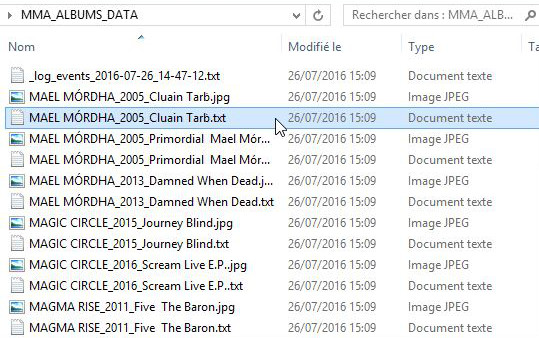 MMA_ALBUMS_DATA Rechercher dans : MMA_ALB...
Nom Modifié le Type Ta
_log_events_2016-07-26_14-47-12.txt 26/07/2016 15:09 Document texte
MAEL MÓRDHA_2005_Cluain Tarb.jpg 26/07/2016 15:09 Image JPEG
MAEL MÓRDHA_2005_Cluain Tarb.txt 26/07/2016 15:09 Document texte
MAEL MÓRDHA_2005_Primordial  Mael Mór... 26/07/2016 15:09 Image JPEG
MAEL MÓRDHA_2005_Primordial  Mael Mór... 26/07/2016 15:09 Document texte
MAEL MÓRDHA_2013_Damned When Dead.j... 26/07/2016 15:09 Image JPEG
MAEL MÓRDHA_2013_Damned When Dead.txt 26/07/2016 15:09 Document texte
MAGIC CIRCLE_2015_Journey Blind.jpg 26/07/2016 15:09 Image JPEG
MAGIC CIRCLE_2015_Journey Blind.txt 26/07/2016 15:09 Document texte
MAGIC CIRCLE_2016_Scream Live E.P..jpg 26/07/2016 15:09 Image JPEG
MAGIC CIRCLE_2016_Scream Live E.P..txt 26/07/2016 15:09 Document texte
MAGMA RISE_2011_Five  The Baron.jpg 26/07/2016 15:09 Image JPEG
MAGMA RISE_2011_Five  The Baron.txt 26/07/2016 15:09 Document texte